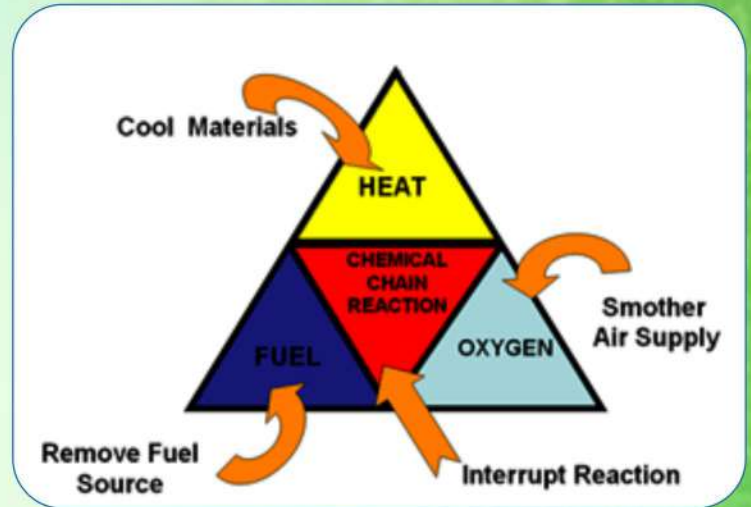 Cool Materials
HEAT
CHEMICAL
CHAIN
REACTION
FUEL
OXYGEN
Smother
Air Supply
Remove Fuel
Source
Interrupt Reaction